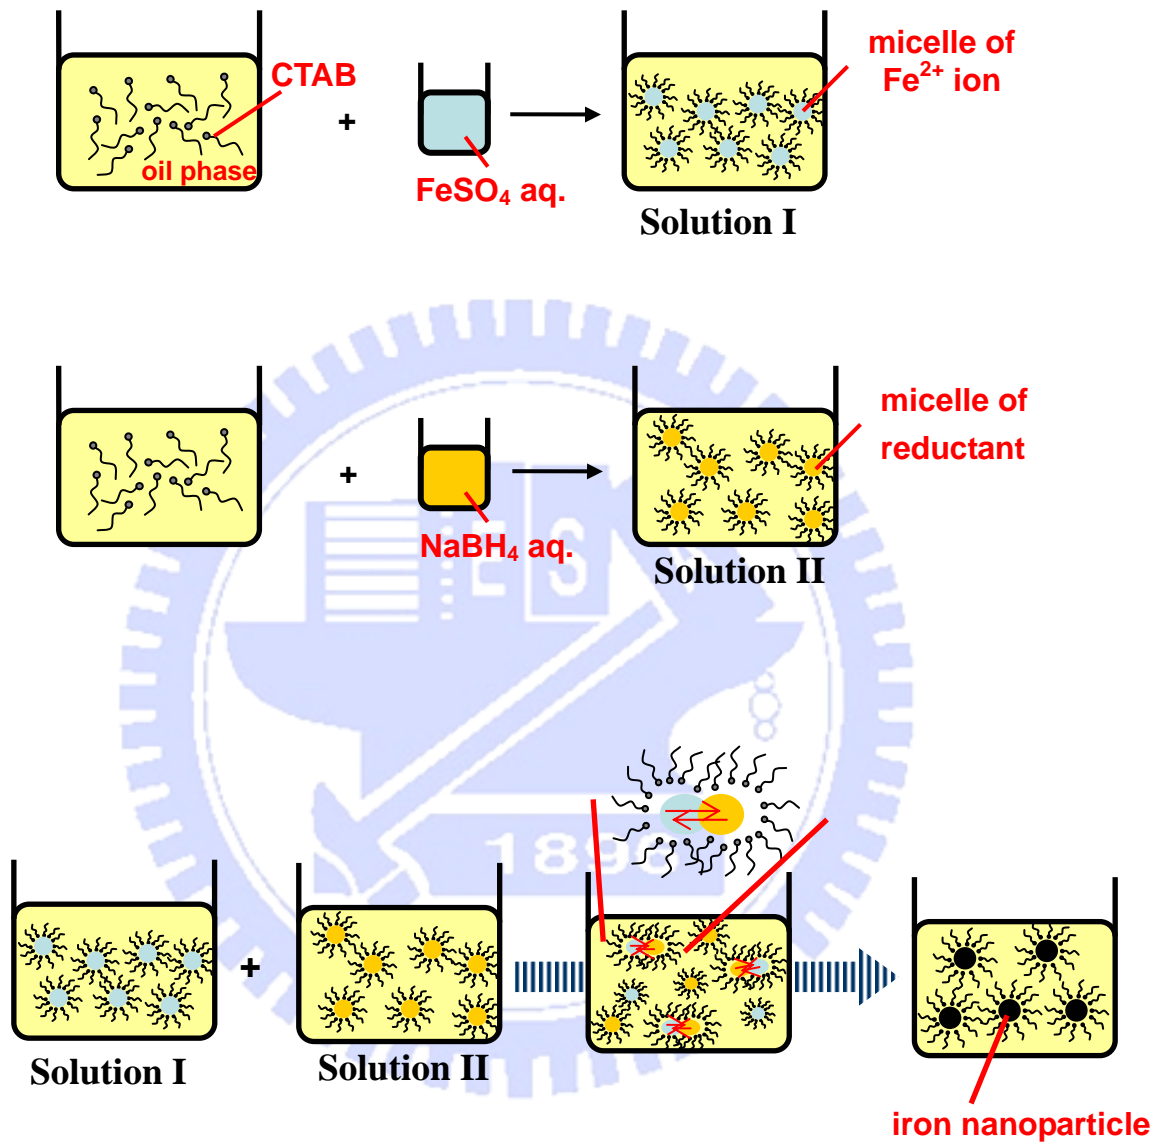 CTAB
micelle of
Fe²⁺ ion
+
oil phase
FeSO₄ aq.
Solution I
micelle of
reductant
+
NaBH₄ aq.
Solution II
E S
1896
+
Solution I
Solution II
iron nanoparticle